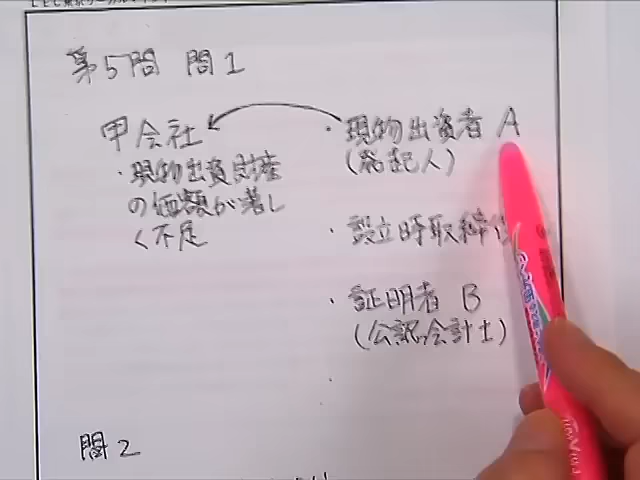 第5問 問1
甲会社
・現物出資財産
の価額が著し
く不足
・現物出資者 A
(発起人)
・設立時取締役
・証明者 B
(公認会計士)
問2